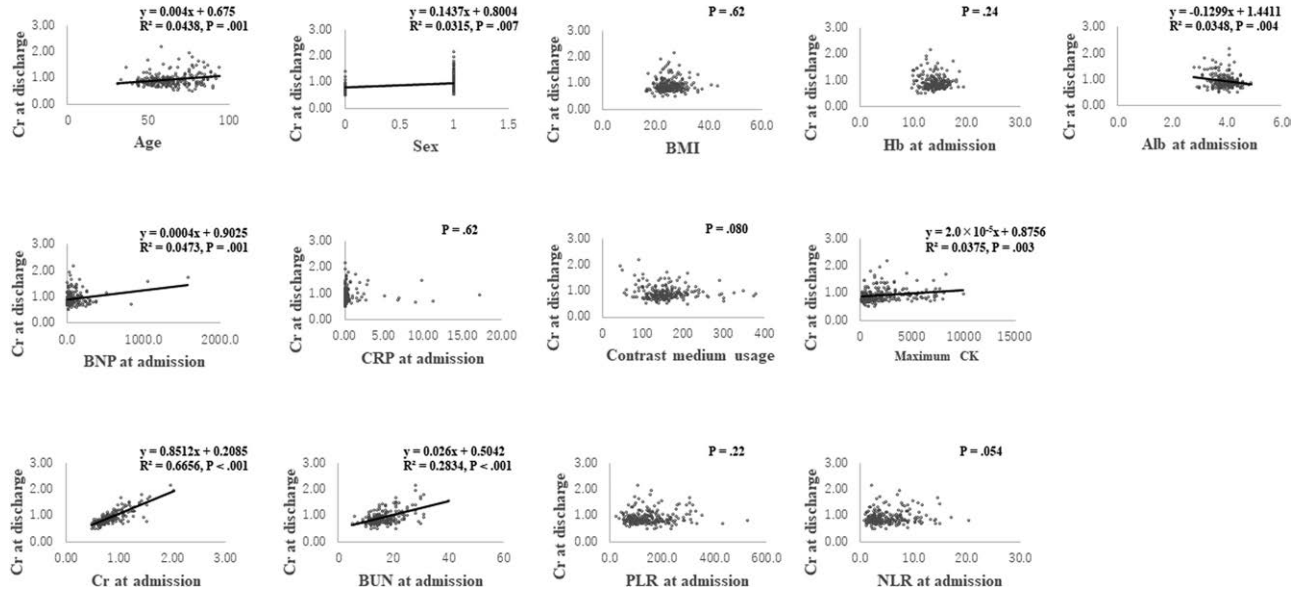 y = 0.004x + 0.675
R² = 0.0438, P = .001
Cr at discharge
3.00
2.00
1.00
0.00
0 50 100
Age
y = 0.1437x + 0.8004
R² = 0.0315, P = .007
Cr at discharge
3.00
2.00
1.00
0.00
0 0.5 1 1.5
Sex
P = .62
Cr at discharge
3.00
2.00
1.00
0.00
0.0 20.0 40.0 60.0
BMI
P = .24
Cr at discharge
3.00
2.00
1.00
0.00
0.0 10.0 20.0 30.0
Hb at admission
y = -0.1299x + 1.4411
R² = 0.0348, P = .004
Cr at discharge
3.00
2.00
1.00
0.00
0.0 2.0 4.0 6.00
Alb at admission
y = 0.0004x + 0.9025
R² = 0.0473, P = .001
Cr at discharge
3.00
2.00
1.00
0.00
0.0 1000.0 2000.0
BNP at admission
P = .62
Cr at discharge
3.00
2.00
1.00
0.00
0.00 5.00 10.00 15.00 20.00
CRP at admission
P = .080
Cr at discharge
3.00
2.00
1.00
0.00
0 100 200 300 400
Contrast medium usage
y = 2.0×10⁻⁵x + 0.8756
R² = 0.0375, P = .003
Cr at discharge
3.00
2.00
1.00
0.00
0 5000 10000 15000
Maximum CK
y = 0.8512x + 0.2085
R² = 0.6656, P < .001
Cr at discharge
3.00
2.00
1.00
0.00
0.00 1.00 2.00 3.00
Cr at admission
y = 0.026x + 0.5042
R² = 0.2834, P < .001
Cr at discharge
3.00
2.00
1.00
0.00
0 20 40 60
BUN at admission
P = .22
Cr at discharge
3.00
2.00
1.00
0.00
0.0 200.0 400.0 600.0
PLR at admission
P = .054
Cr at discharge
3.00
2.00
1.00
0.00
0.0 10.0 20.0 30.0
NLR at admission